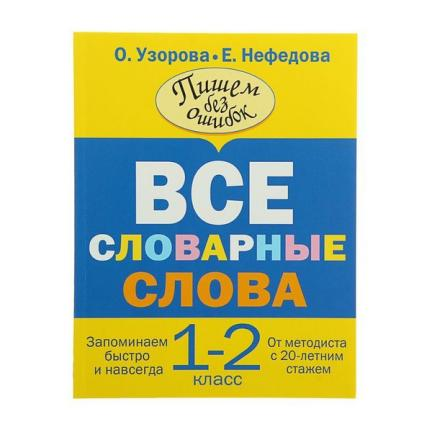 О. Узорова • Е. Нефедова
Пишем
без
ошибок
ВСЕ
СЛОВАРНЫЕ
СЛОВА
Запоминаем
быстро
и навсегда
1-2
класс
От методиста
с 20-летним
стажем